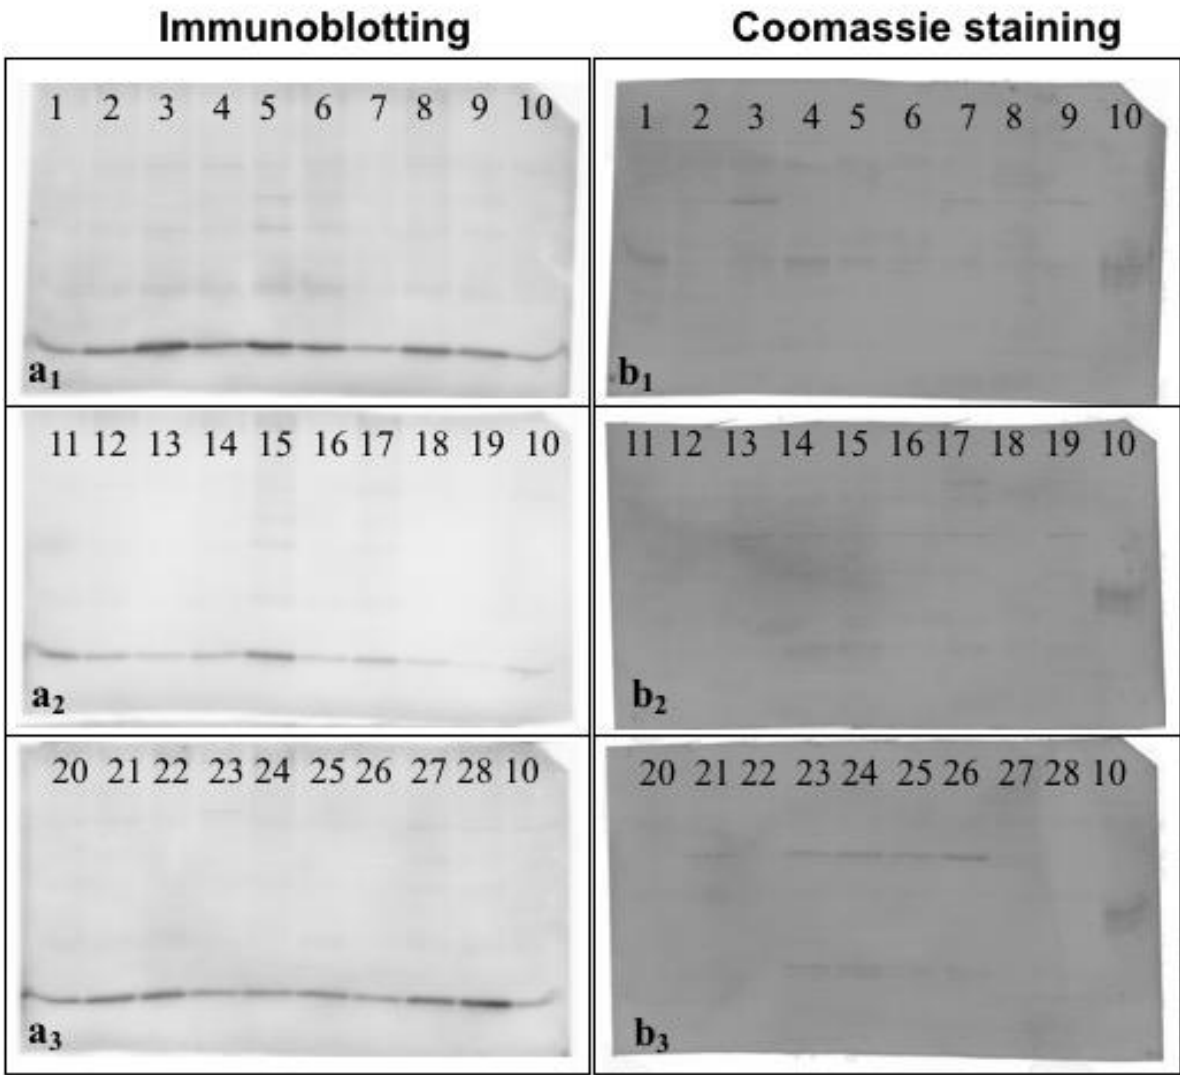 Immunoblotting Coomassie staining
1 2 3 4 5 6 7 8 9 10
a1
1 2 3 4 5 6 7 8 9 10
b1
11 12 13 14 15 16 17 18 19 10
a2
11 12 13 14 15 16 17 18 19 10
b2
20 21 22 23 24 25 26 27 28 10
a3
20 21 22 23 24 25 26 27 28 10
b3